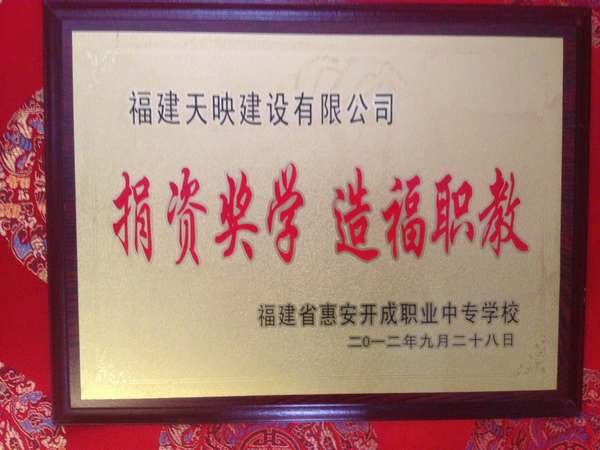 福建天映建设有限公司
捐资奖学 造福职教
福建省惠安开成职业中专学校
二0一二年九月二十八日